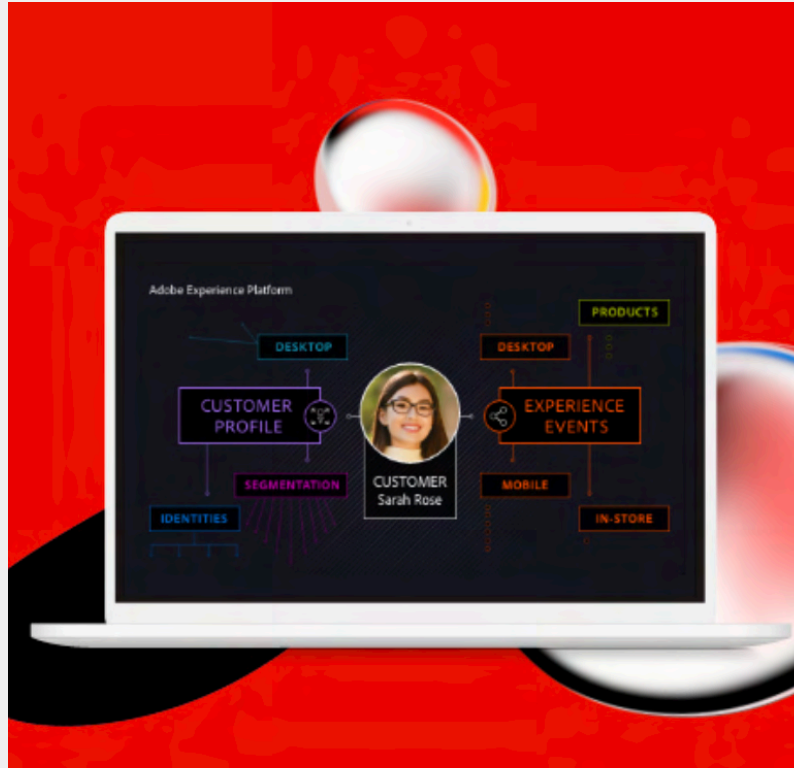 Adobe Experience Platform
PRODUCTS
DESKTOP
DESKTOP
CUSTOMER
PROFILE
EXPERIENCE
EVENTS
SEGMENTATION
CUSTOMER
Sarah Rose
MOBILE
IDENTITIES
IN-STORE